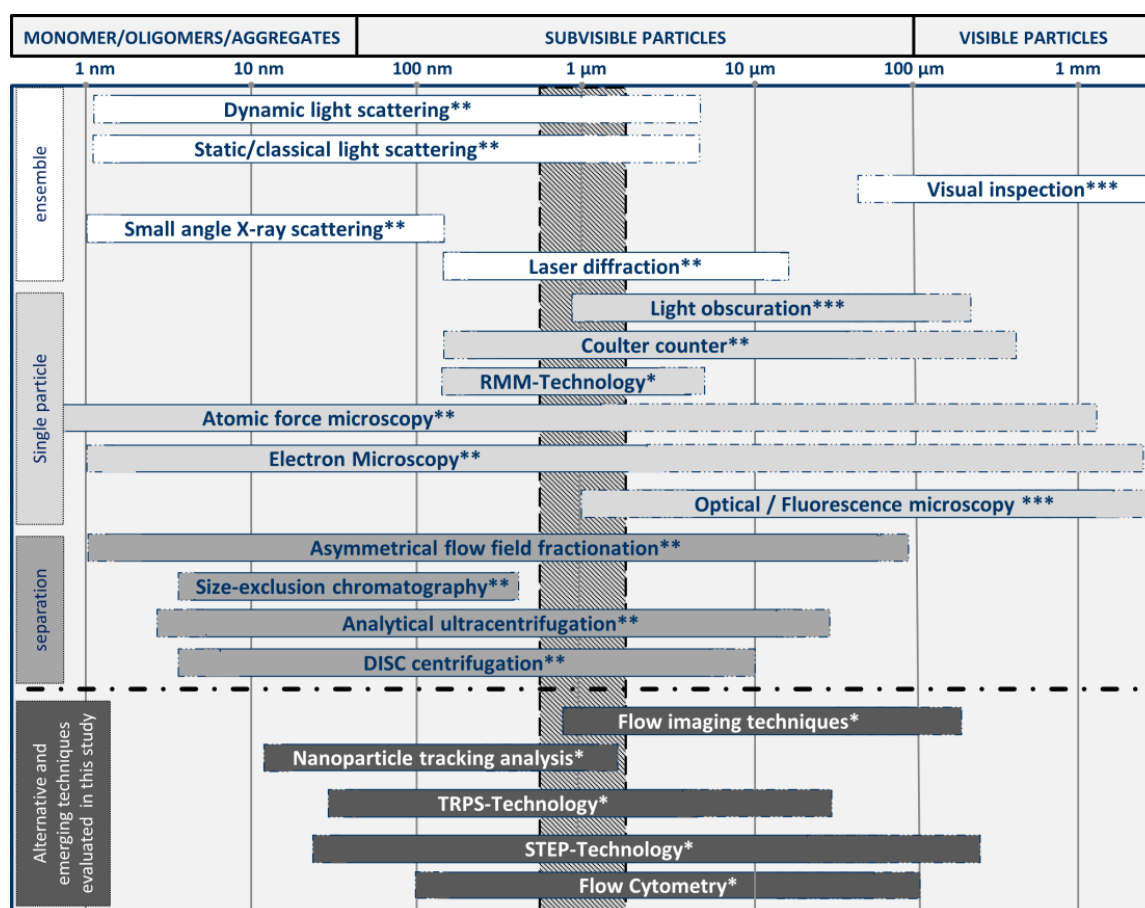 MONOMER/OLIGOMERS/AGGREGATES SUBVISIBLE PARTICLES VISIBLE PARTICLES
1 nm 10 nm 100 nm 1 µm 10 µm 100 µm 1 mm
ensemble
Dynamic light scattering**
Static/classical light scattering**
Visual inspection***
Small angle X-ray scattering**
Laser diffraction**
Single particle
Light obscuration***
Coulter counter**
RMM-Technology*
Atomic force microscopy**
Electron Microscopy**
Optical / Fluorescence microscopy ***
separation
Asymmetrical flow field fractionation**
Size-exclusion chromatography**
Analytical ultracentrifugation**
DISC centrifugation**
Alternative and
emerging techniques
evaluated in this study
Flow imaging techniques*
Nanoparticle tracking analysis*
TRPS-Technology*
STEP-Technology*
Flow Cytometry*